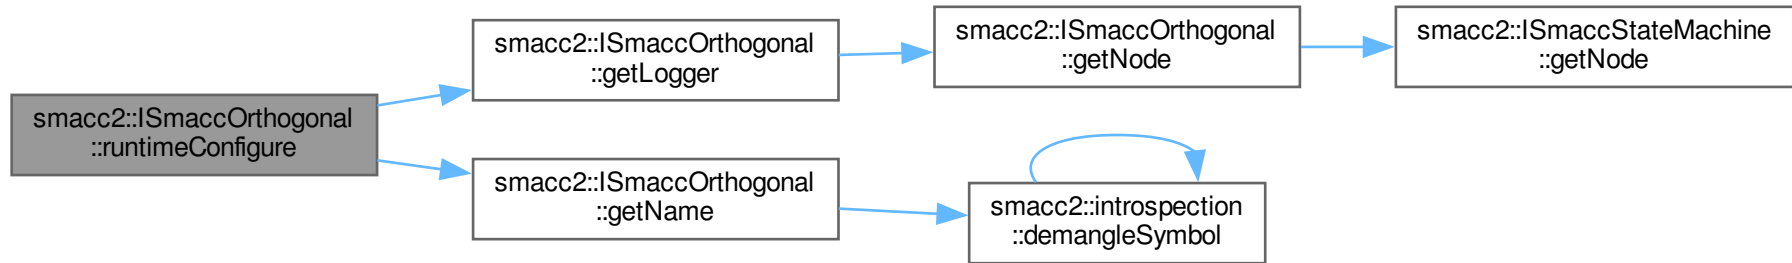 smacc2::ISmaccOrthogonal
::runtimeConfigure
smacc2::ISmaccOrthogonal
::getLogger
smacc2::ISmaccOrthogonal
::getNode
smacc2::ISmaccStateMachine
::getNode
smacc2::ISmaccOrthogonal
::getName
smacc2::introspection
::demangleSymbol